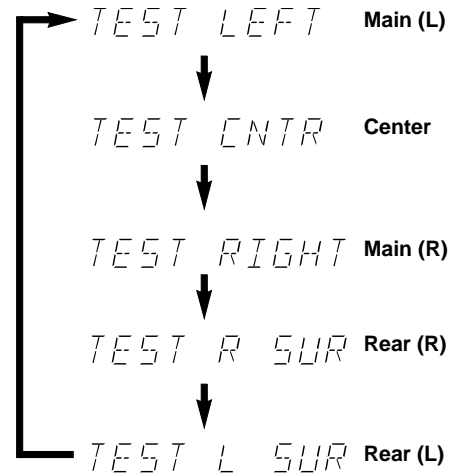 TEST LEFT Main (L)
TEST CNTR Center
TEST RIGHT Main (R)
TEST R SUR Rear (R)
TEST L SUR Rear (L)